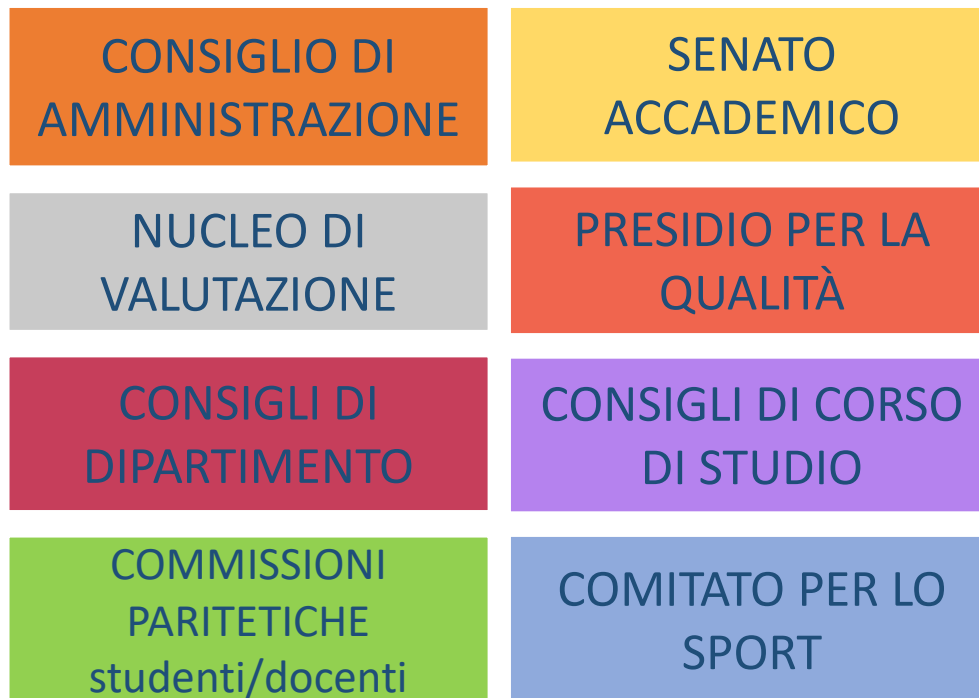 CONSIGLIO DI
AMMINISTRAZIONE
SENATO
ACCADEMICO
NUCLEO DI
VALUTAZIONE
PRESIDIO PER LA
QUALITÀ
CONSIGLI DI
DIPARTIMENTO
CONSIGLI DI CORSO
DI STUDIO
COMMISSIONI
PARITETICHE
studenti/docenti
COMITATO PER LO
SPORT